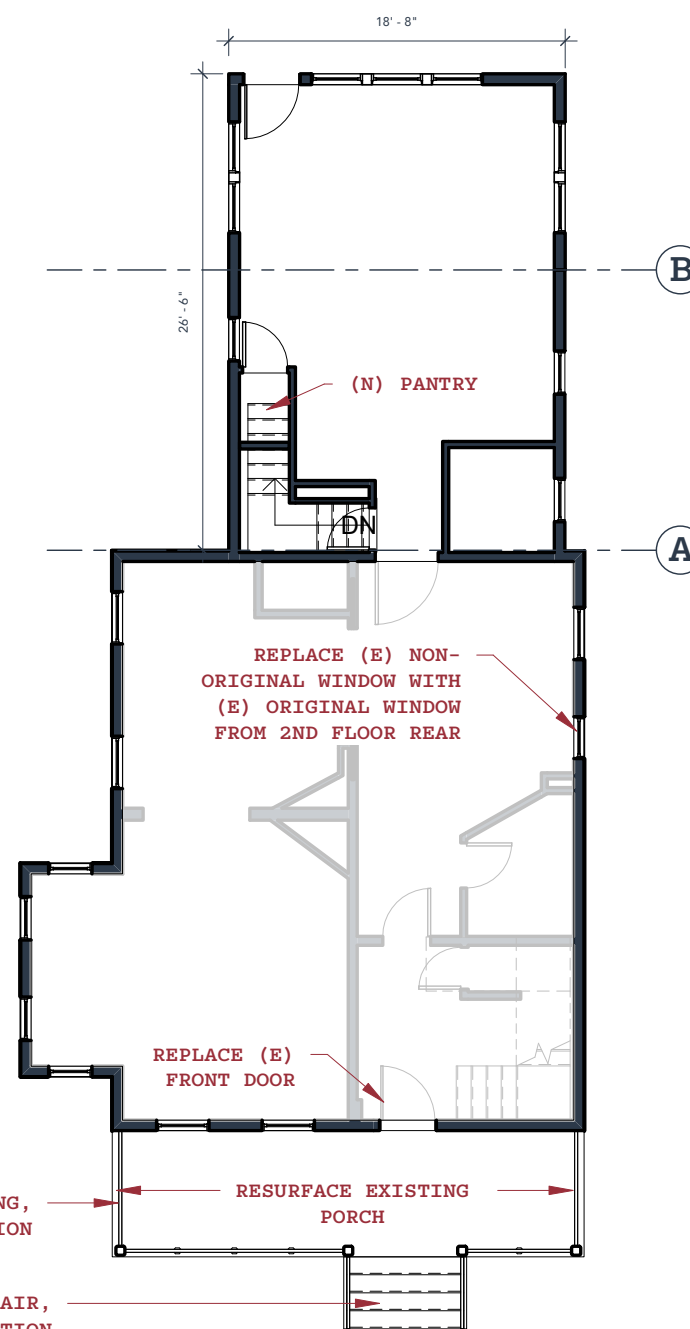 18' - 8"
B
26' - 6"
(N) PANTRY
DN
A
REPLACE (E) NON-
ORIGINAL WINDOW WITH
(E) ORIGINAL WINDOW
FROM 2ND FLOOR REAR
REPLACE (E)
FRONT DOOR
RESURFACE EXISTING
PORCH